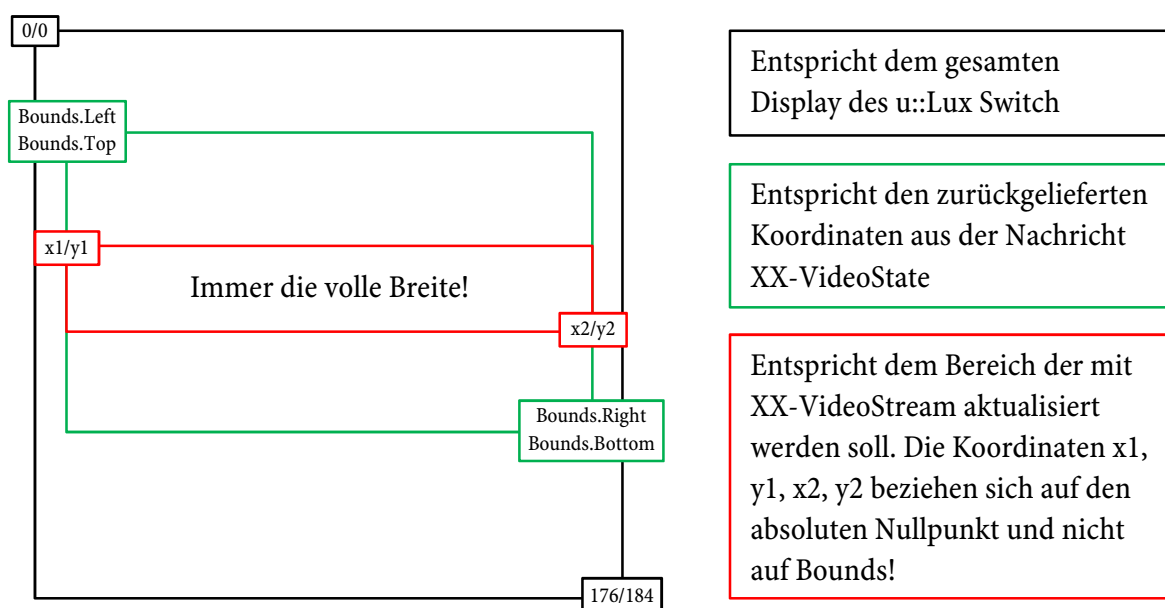 0/0
Bounds.Left
Bounds.Top
x1/y1
Immer die volle Breite!
x2/y2
Bounds.Right
Bounds.Bottom
176/184
Entspricht dem gesamten
Display des u::Lux Switch
Entspricht den zurückgelieferten
Koordinaten aus der Nachricht
XX-VideoState
Entspricht dem Bereich der mit
XX-VideoStream aktualisiert
werden soll. Die Koordinaten x1,
y1, x2, y2 beziehen sich auf den
absoluten Nullpunkt und nicht
auf Bounds!